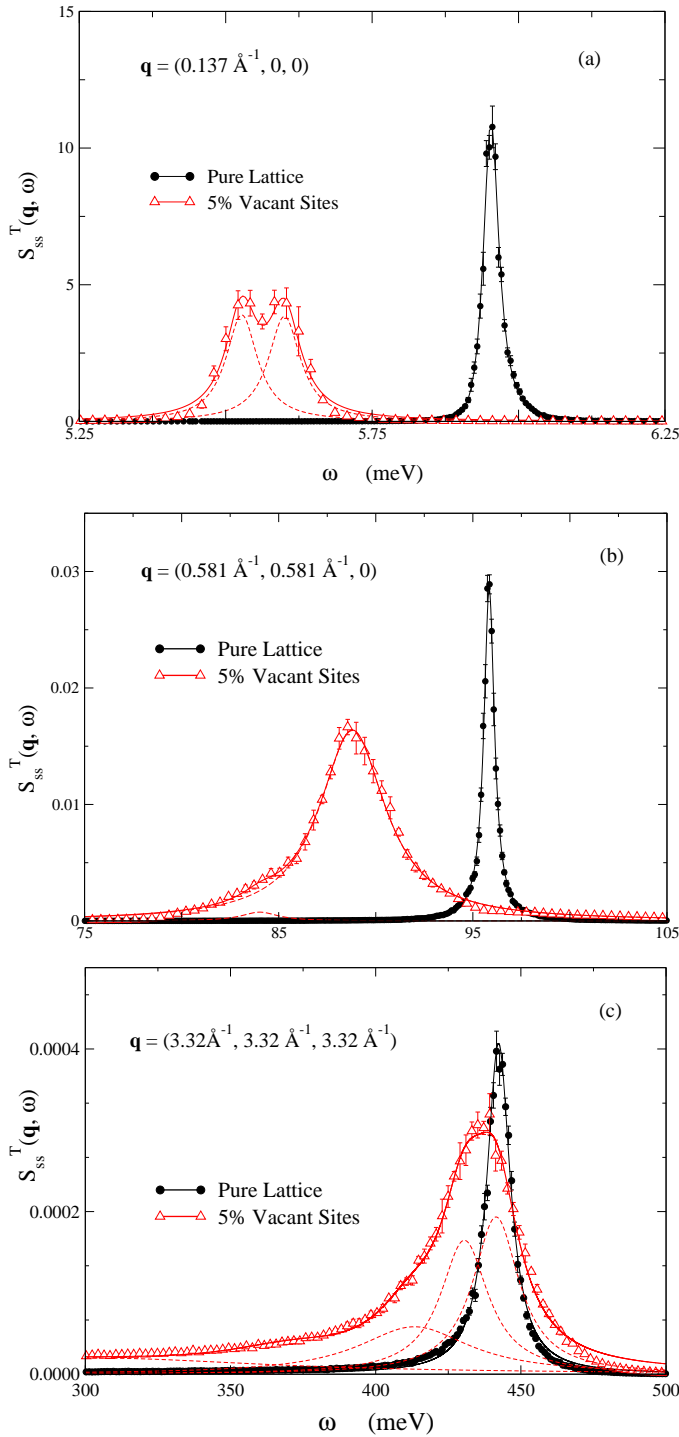 15
(a)
q = (0.137 Å⁻¹, 0, 0)
10
Pure Lattice
5% Vacant Sites
S_ss^T(q, ω)
5
0
5.25 5.75 6.25
ω (meV)
(b)
q = (0.581 Å⁻¹, 0.581 Å⁻¹, 0)
0.03
Pure Lattice
5% Vacant Sites
0.02
S_ss^T(q, ω)
0.01
0
75 85 95 105
(c)
q = (3.32Å⁻¹, 3.32 Å⁻¹, 3.32 Å⁻¹)
0.0004
Pure Lattice
5% Vacant Sites
S_ss^T(q, ω)
0.0002
0.0000
300 350 400 450 500
ω (meV)